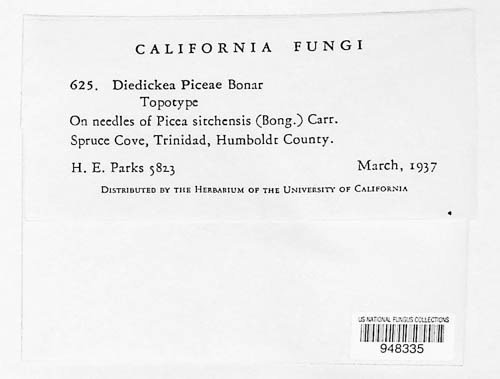 CALIFORNIA FUNGI
625. Diedickea Piceae Bonar
Topotype
On needles of Picea sitchensis (Bong.) Carr.
Spruce Cove, Trinidad, Humboldt County.
H. E. Parks 5823 March, 1937
DISTRIBUTED BY THE HERBARIUM OF THE UNIVERSITY OF CALIFORNIA
US NATIONAL FUNGUS COLLECTIONS
948335